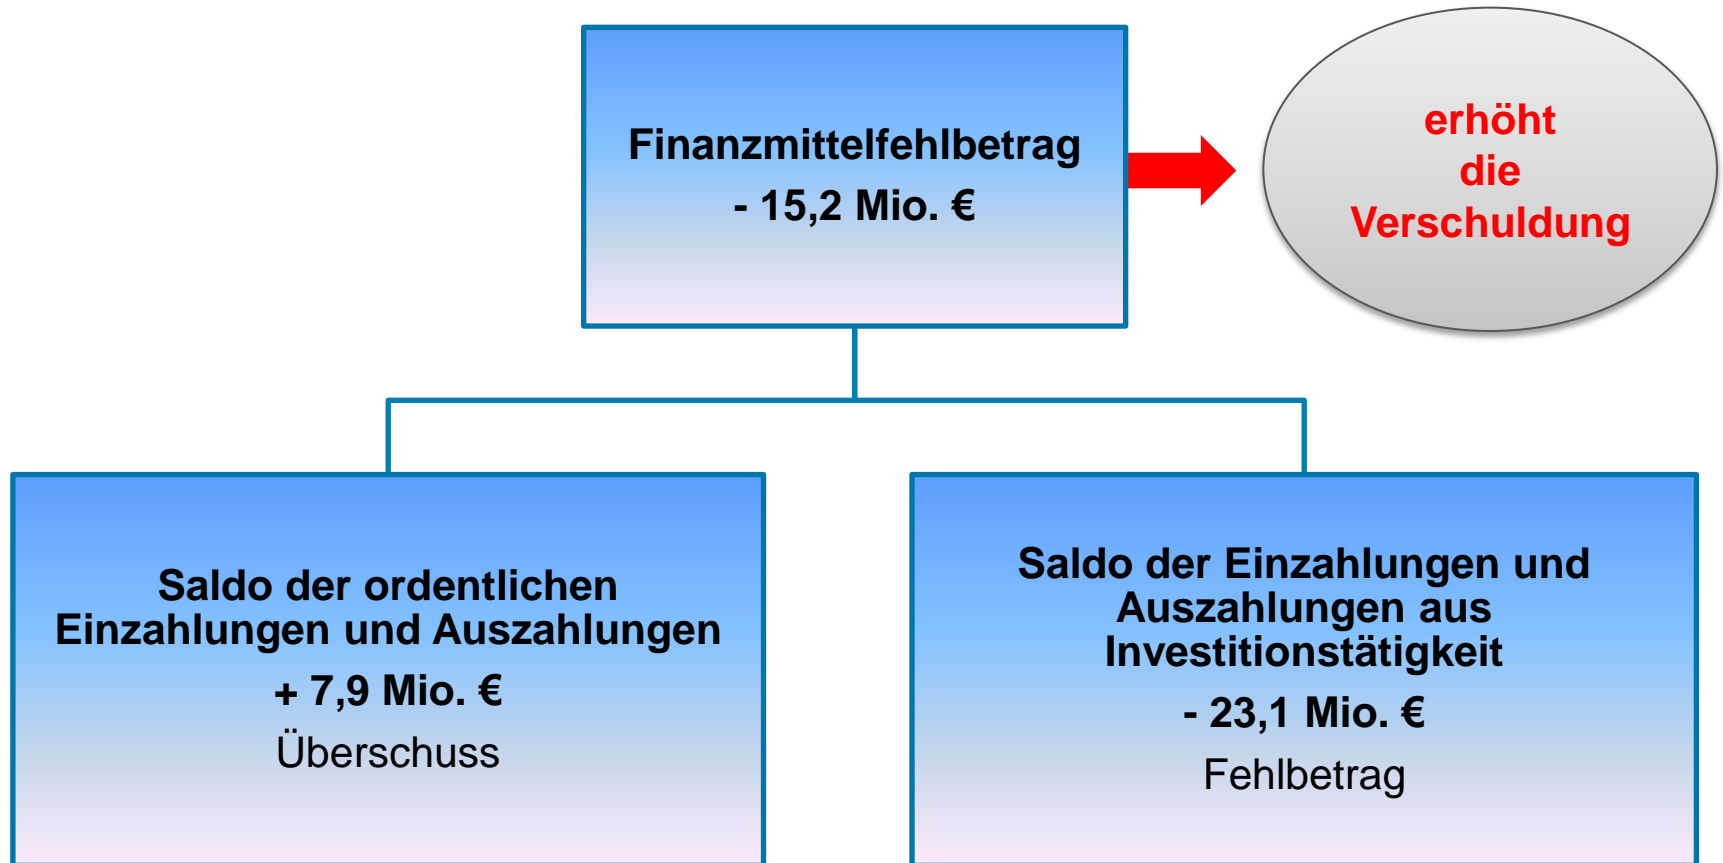 Finanzmittelfehlbetrag
- 15,2 Mio. €
erhöht
die
Verschuldung
Saldo der ordentlichen
Einzahlungen und Auszahlungen
+ 7,9 Mio. €
Überschuss
Saldo der Einzahlungen und
Auszahlungen aus
Investitionstätigkeit
- 23,1 Mio. €
Fehlbetrag